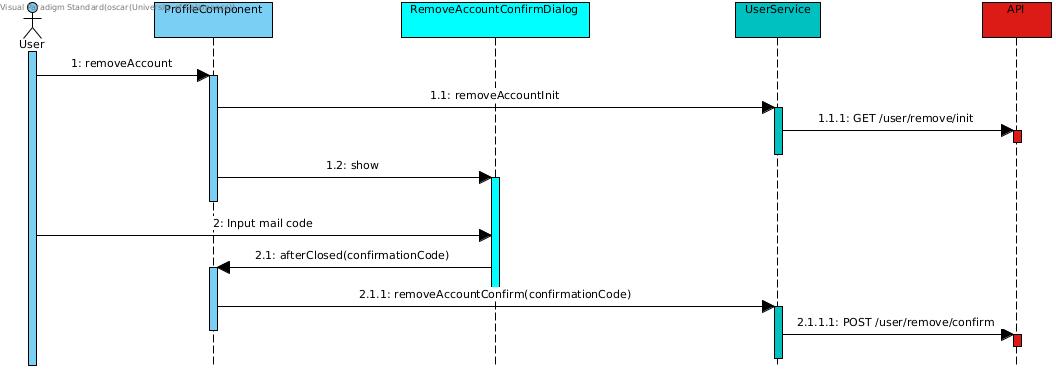 Visual Paradigm Standard(oscar(Univers
ProfileComponent
RemoveAccountConfirmDialog
UserService
API
User
1: removeAccount
1.1: removeAccountInit
1.1.1: GET /user/remove/init
1.2: show
2: Input mail code
2.1: afterClosed(confirmationCode)
2.1.1: removeAccountConfirm(confirmationCode)
2.1.1.1: POST /user/remove/confirm